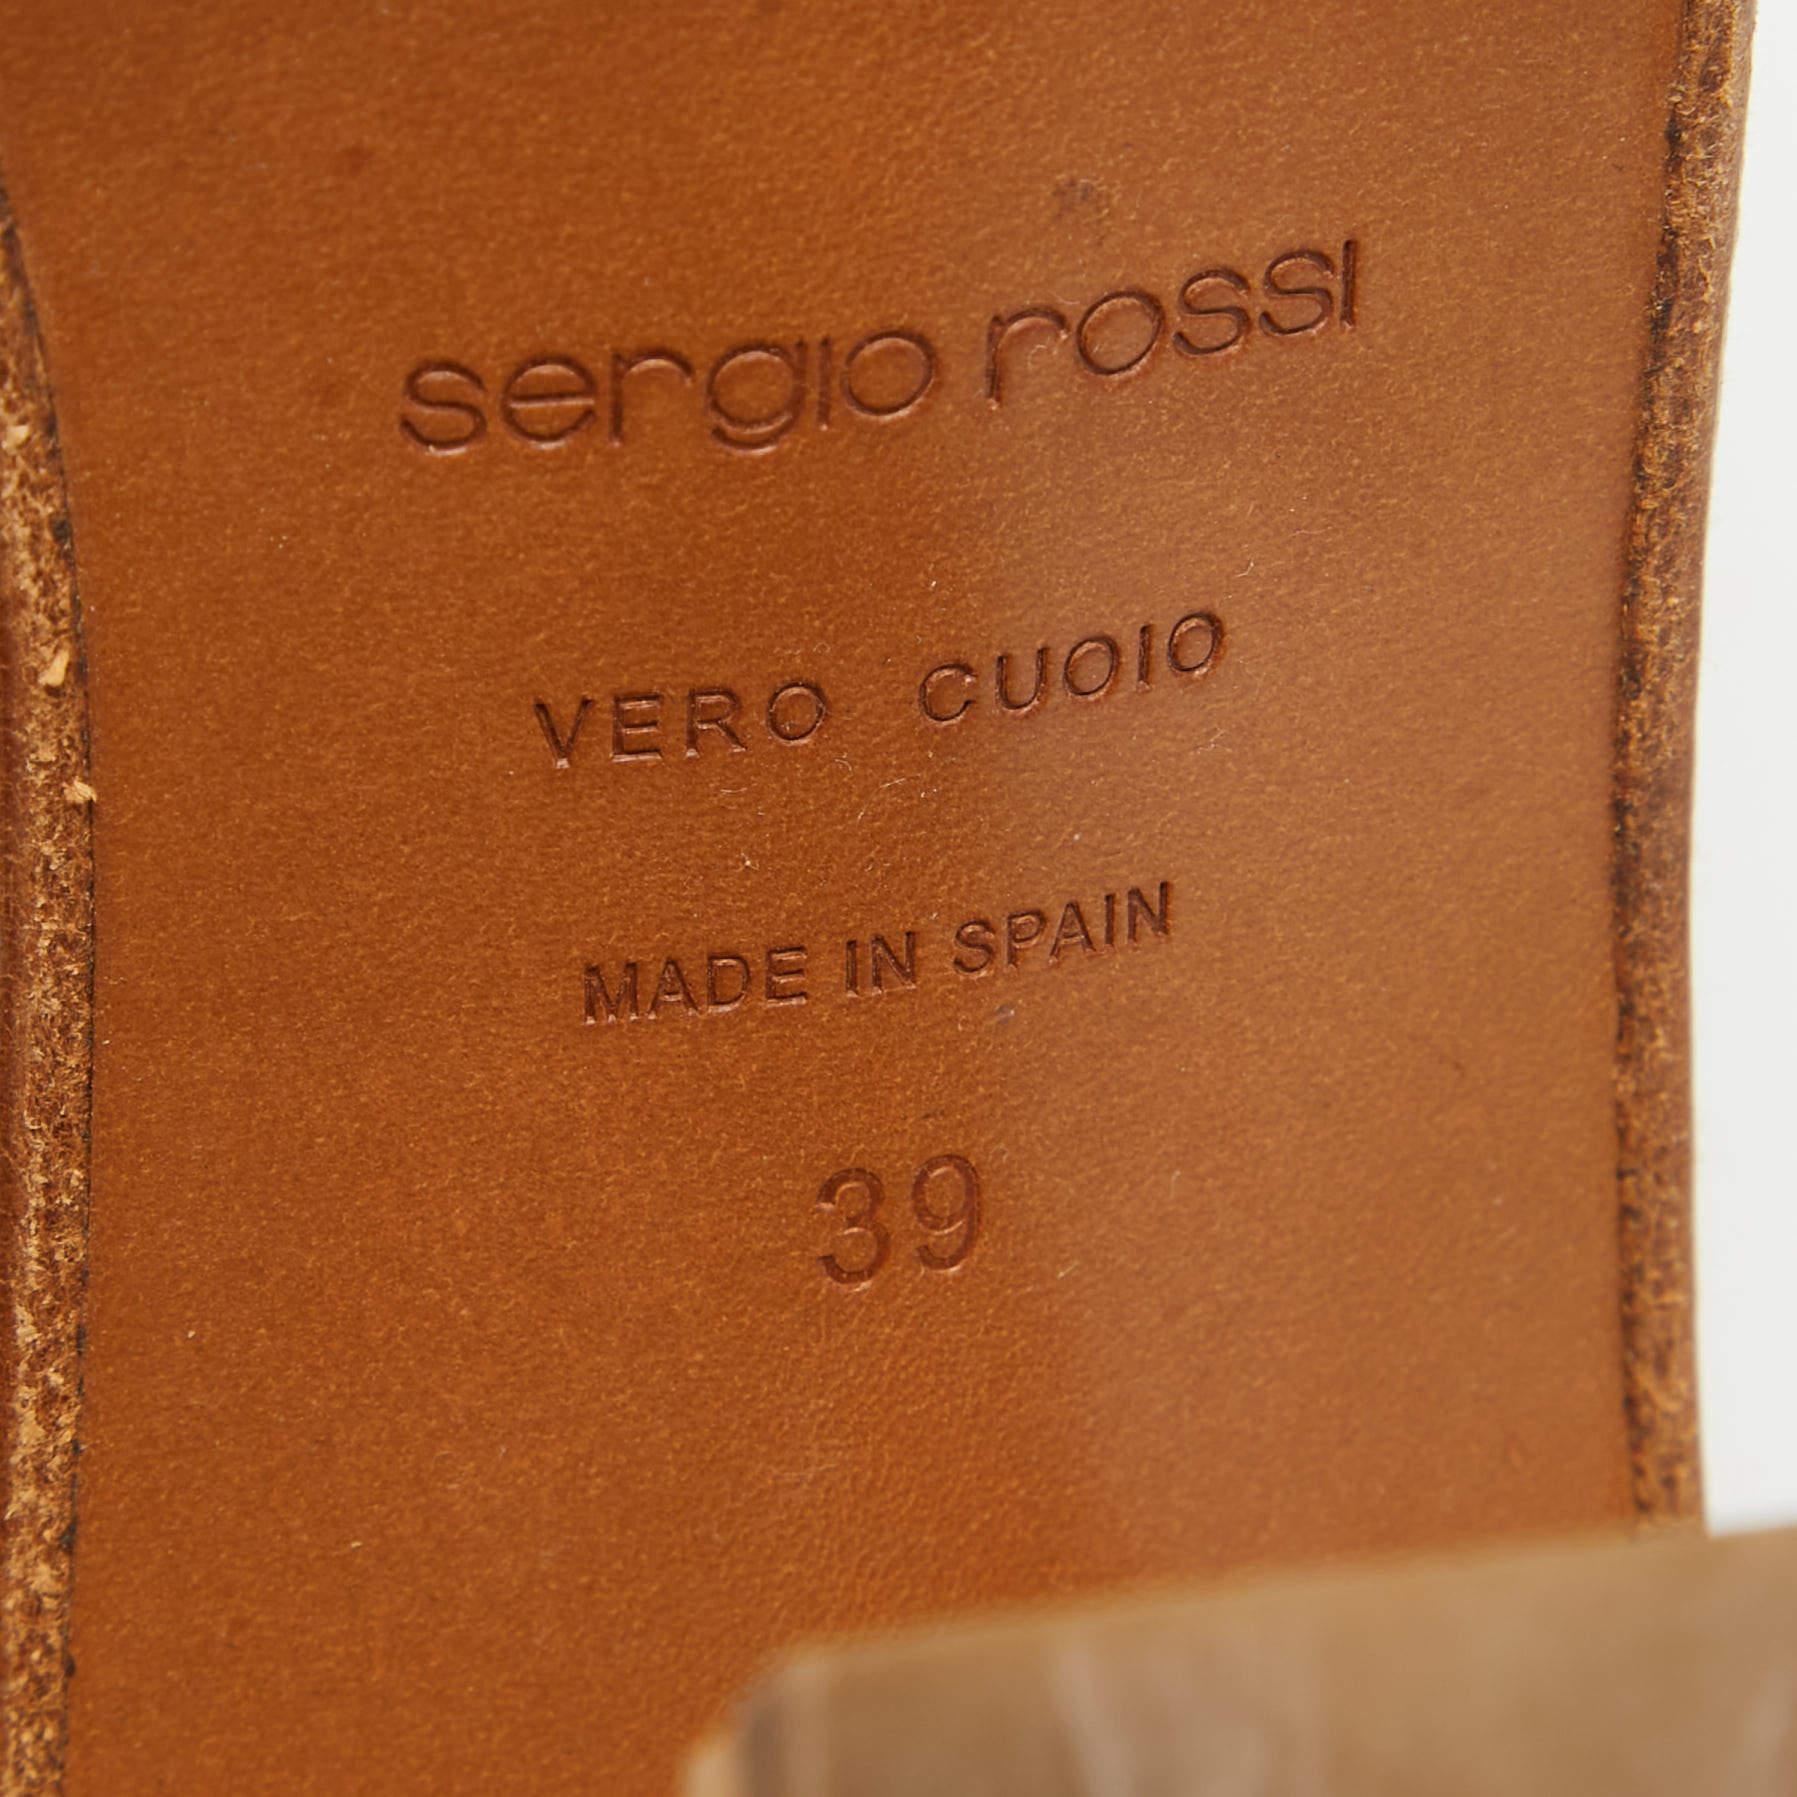 sergio rossi
VERO CUOIO
MADE IN SPAIN
39